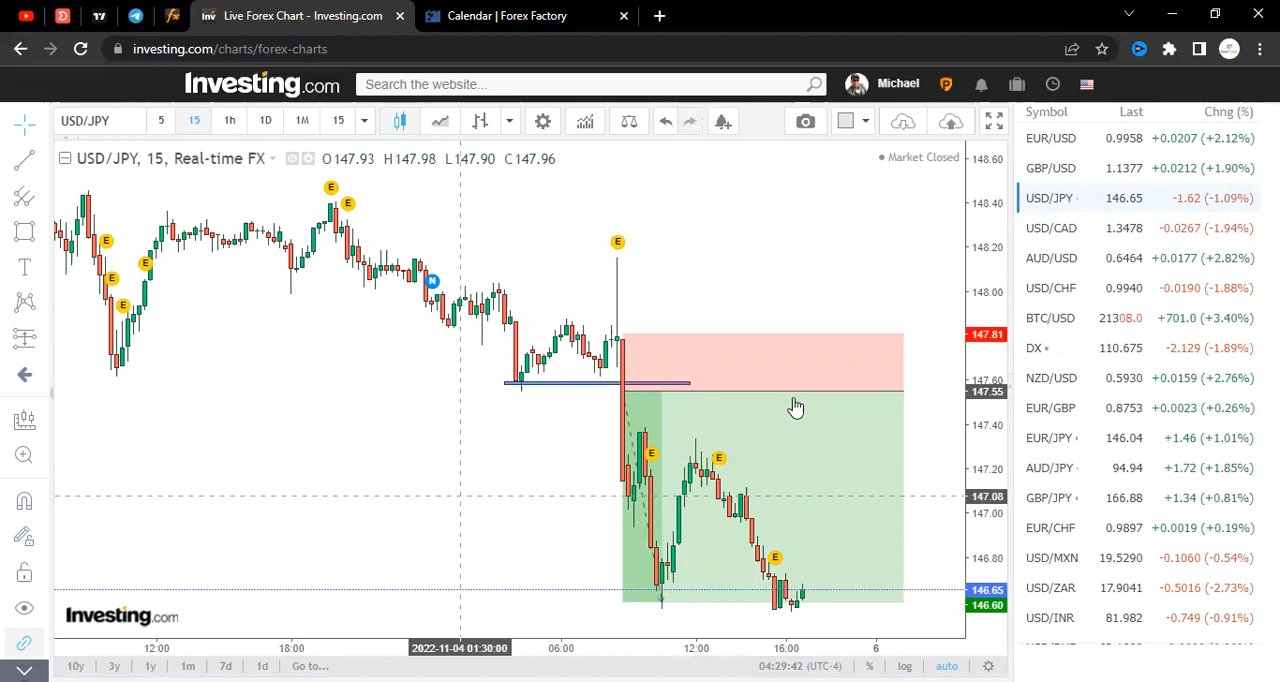 Live Forex Chart - Investing.com
Calendar | Forex Factory
investing.com/charts/forex-charts
Investing.com
Search the website...
Michael
USD/JPY 5 15 1h 1D 1M 15
Symbol Last Chng (%)
USD/JPY, 15, Real-time FX O147.93 H147.98 L147.90 C147.96
Market Closed
EUR/USD 0.9958 +0.0207 (+2.12%)
GBP/USD 1.1377 +0.0212 (+1.90%)
USD/JPY 146.65 -1.62 (-1.09%)
USD/CAD 1.3478 -0.0267 (-1.94%)
AUD/USD 0.6464 +0.0177 (+2.82%)
USD/CHF 0.9940 -0.0190 (-1.88%)
BTC/USD 21308.0 +701.0 (+3.40%)
DX 110.675 -2.129 (-1.89%)
NZD/USD 0.5930 +0.0159 (+2.76%)
EUR/GBP 0.8753 +0.0023 (+0.26%)
EUR/JPY 146.04 +1.46 (+1.01%)
AUD/JPY 94.94 +1.72 (+1.85%)
GBP/JPY 166.88 +1.34 (+0.81%)
EUR/CHF 0.9897 +0.0019 (+0.19%)
USD/MXN 19.5290 -0.1060 (-0.54%)
USD/ZAR 17.9041 -0.5016 (-2.73%)
USD/INR 81.982 -0.749 (-0.91%)
148.60
148.40
148.20
148.00
147.81
147.60
147.55
147.40
147.20
147.08
147.00
146.80
146.65
146.60
E
E
E
E
E
E
E
N
E
E
E
Investing.com
12:00 18:00 2022-11-04 01:30:00 06:00 12:00 16:00 6
10y 3y 1y 1m 7d 1d Go to... 04:29:42 (UTC-4) % log auto